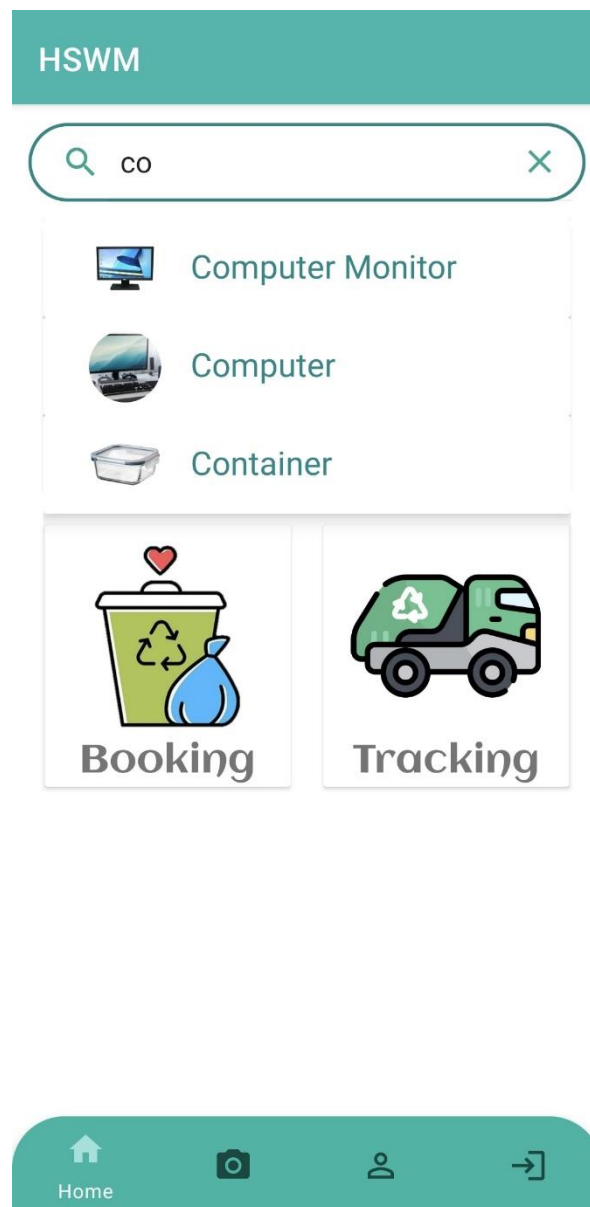 HSWM
co
Computer Monitor
Computer
Container
Booking
Tracking
Home